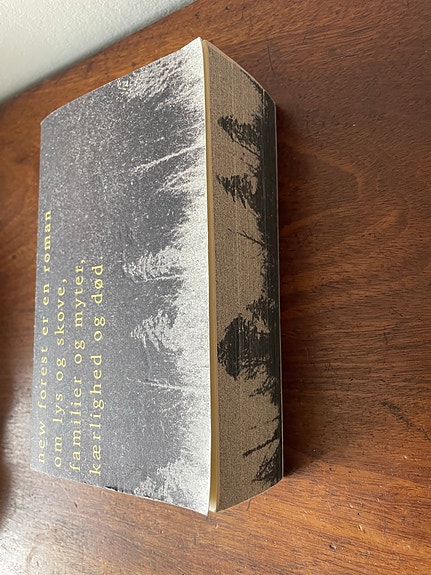 new forest er en roman
om lys og skove,
familier og myter,
kærlighed og død.